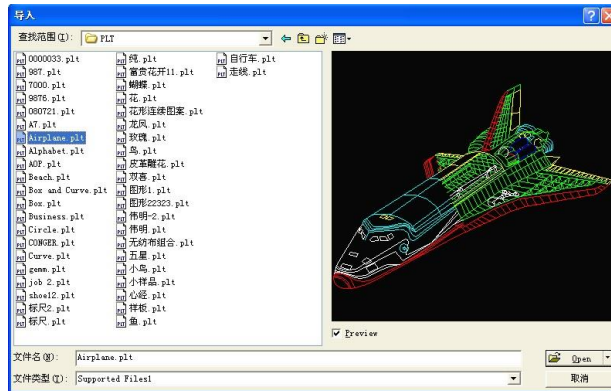 导入
查找范围(I): PLT
0000033.plt
987.plt
7000.plt
9876.plt
080721.plt
A7.plt
Airplane.plt
Alphabet.plt
AOP.plt
Beach.plt
Box and Curve.plt
Box.plt
Business.plt
Circle.plt
CONGER.plt
Curve.plt
gemm.plt
job 2.plt
shoe12.plt
标尺2.plt
标尺.plt
纯.plt
富贵花开11.plt
蝴蝶.plt
花.plt
花形连续图案.plt
龙凤.plt
玫瑰.plt
鸟.plt
皮革雕花.plt
双喜.plt
图形1.plt
图形22323.plt
伟明-2.plt
伟明.plt
无纺布组合.plt
五星.plt
小鸟.plt
小样品.plt
心经.plt
样板.plt
鱼.plt
自行车.plt
走线.plt
Preview
文件名(N): Airplane.plt
Open
文件类型(T): Supported Files1
取消